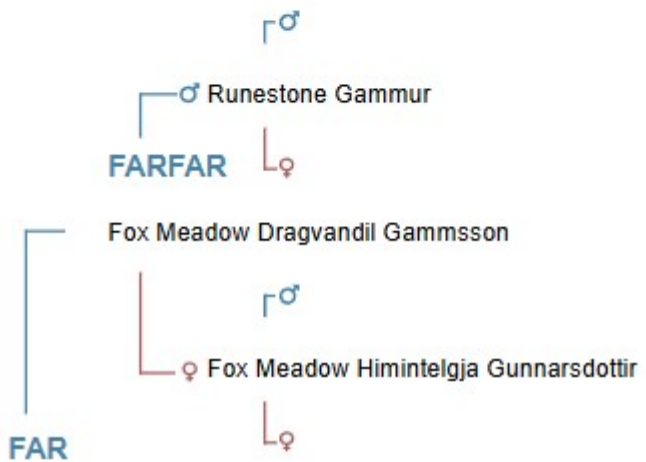 ♂
♂ Runestone Gammur
FARFAR
♀
Fox Meadow Dragvandil Gammsson
♂
♀ Fox Meadow Himintelgja Gunnarsdottir
♀
FAR